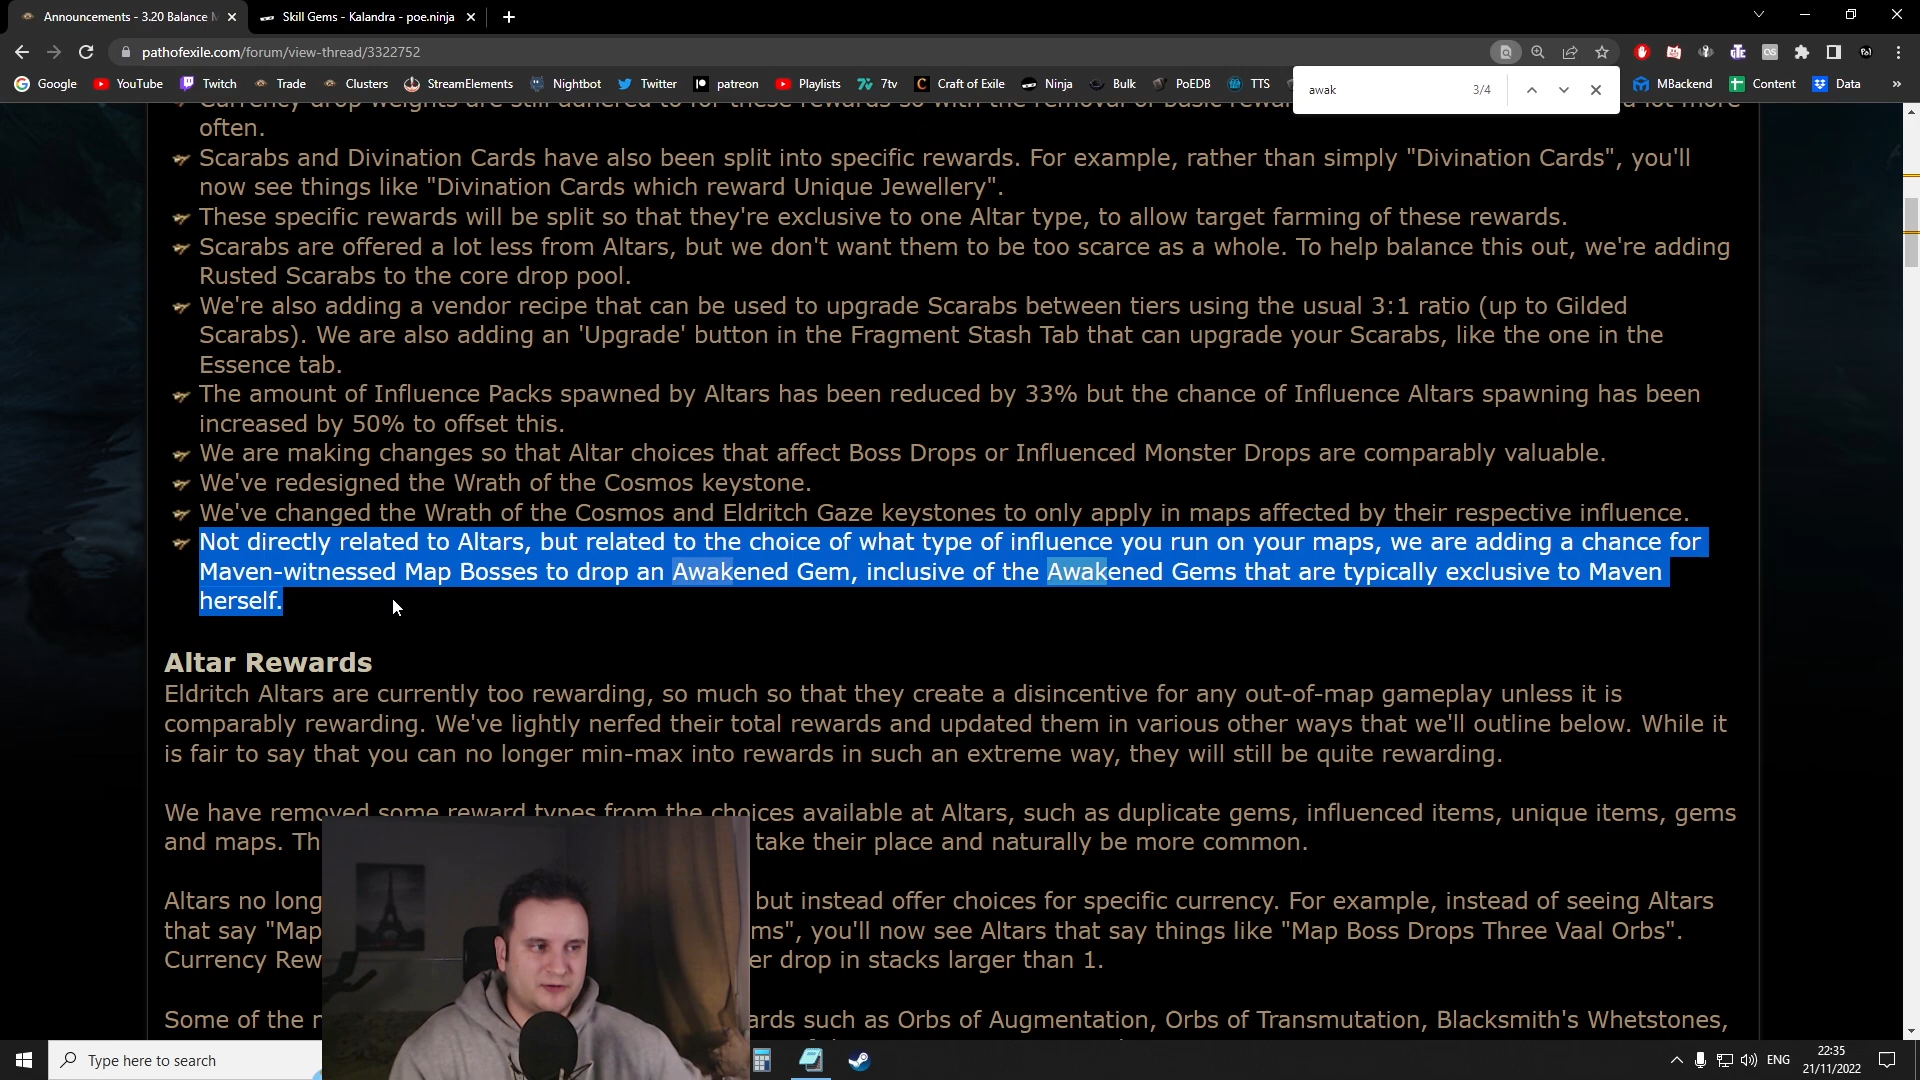 Announcements - 3.20 Balance M
Skill Gems - Kalandra - poe.ninja
pathofexile.com/forum/view-thread/3322752
Google YouTube Twitch Trade Clusters StreamElements Nightbot Twitter patreon Playlists 7tv Craft of Exile Ninja Bulk PoEDB TTS MBackend Content Data »
awak 3/4
Currency drop weights are still adhered to for these rewards so with the removal of basic
lot more
often.
Scarabs and Divination Cards have also been split into specific rewards. For example, rather than simply "Divination Cards", you'll
now see things like "Divination Cards which reward Unique Jewellery".
These specific rewards will be split so that they're exclusive to one Altar type, to allow target farming of these rewards.
Scarabs are offered a lot less from Altars, but we don't want them to be too scarce as a whole. To help balance this out, we're adding
Rusted Scarabs to the core drop pool.
We're also adding a vendor recipe that can be used to upgrade Scarabs between tiers using the usual 3:1 ratio (up to Gilded
Scarabs). We are also adding an 'Upgrade' button in the Fragment Stash Tab that can upgrade your Scarabs, like the one in the
Essence tab.
The amount of Influence Packs spawned by Altars has been reduced by 33% but the chance of Influence Altars spawning has been
increased by 50% to offset this.
We are making changes so that Altar choices that affect Boss Drops or Influenced Monster Drops are comparably valuable.
We've redesigned the Wrath of the Cosmos keystone.
We've changed the Wrath of the Cosmos and Eldritch Gaze keystones to only apply in maps affected by their respective influence.
Not directly related to Altars, but related to the choice of what type of influence you run on your maps, we are adding a chance for
Maven-witnessed Map Bosses to drop an Awakened Gem, inclusive of the Awakened Gems that are typically exclusive to Maven
herself.
Altar Rewards
Eldritch Altars are currently too rewarding, so much so that they create a disincentive for any out-of-map gameplay unless it is
comparably rewarding. We've lightly nerfed their total rewards and updated them in various other ways that we'll outline below. While it
is fair to say that you can no longer min-max into rewards in such an extreme way, they will still be quite rewarding.
We have removed some reward types from the choices available at Altars, such as duplicate gems, influenced items, unique items, gems
and maps. Th take their place and naturally be more common.
Altars no long but instead offer choices for specific currency. For example, instead of seeing Altars
that say "Map ms", you'll now see Altars that say things like "Map Boss Drops Three Vaal Orbs".
Currency Rew er drop in stacks larger than 1.
Some of the ards such as Orbs of Augmentation, Orbs of Transmutation, Blacksmith's Whetstones,
Type here to search
ENG
22:35
21/11/2022